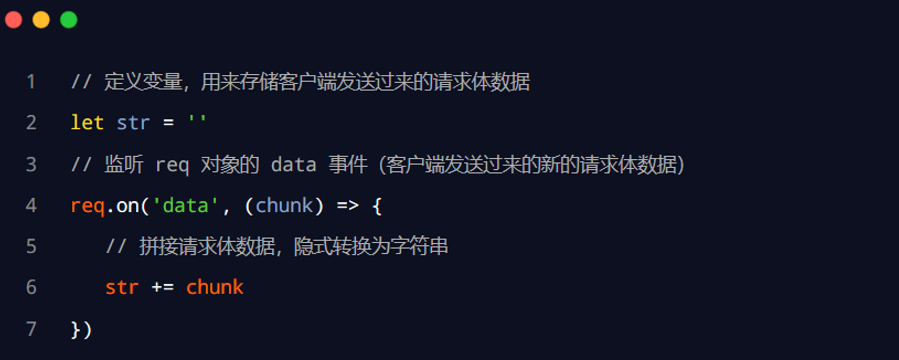 1 // 定义变量，用来存储客户端发送过来的请求体数据
2 let str = ''
3 // 监听 req 对象的 data 事件（客户端发送过来的新的请求体数据）
4 req.on('data', (chunk) => {
5 // 拼接请求体数据，隐式转换为字符串
6 str += chunk
7 })